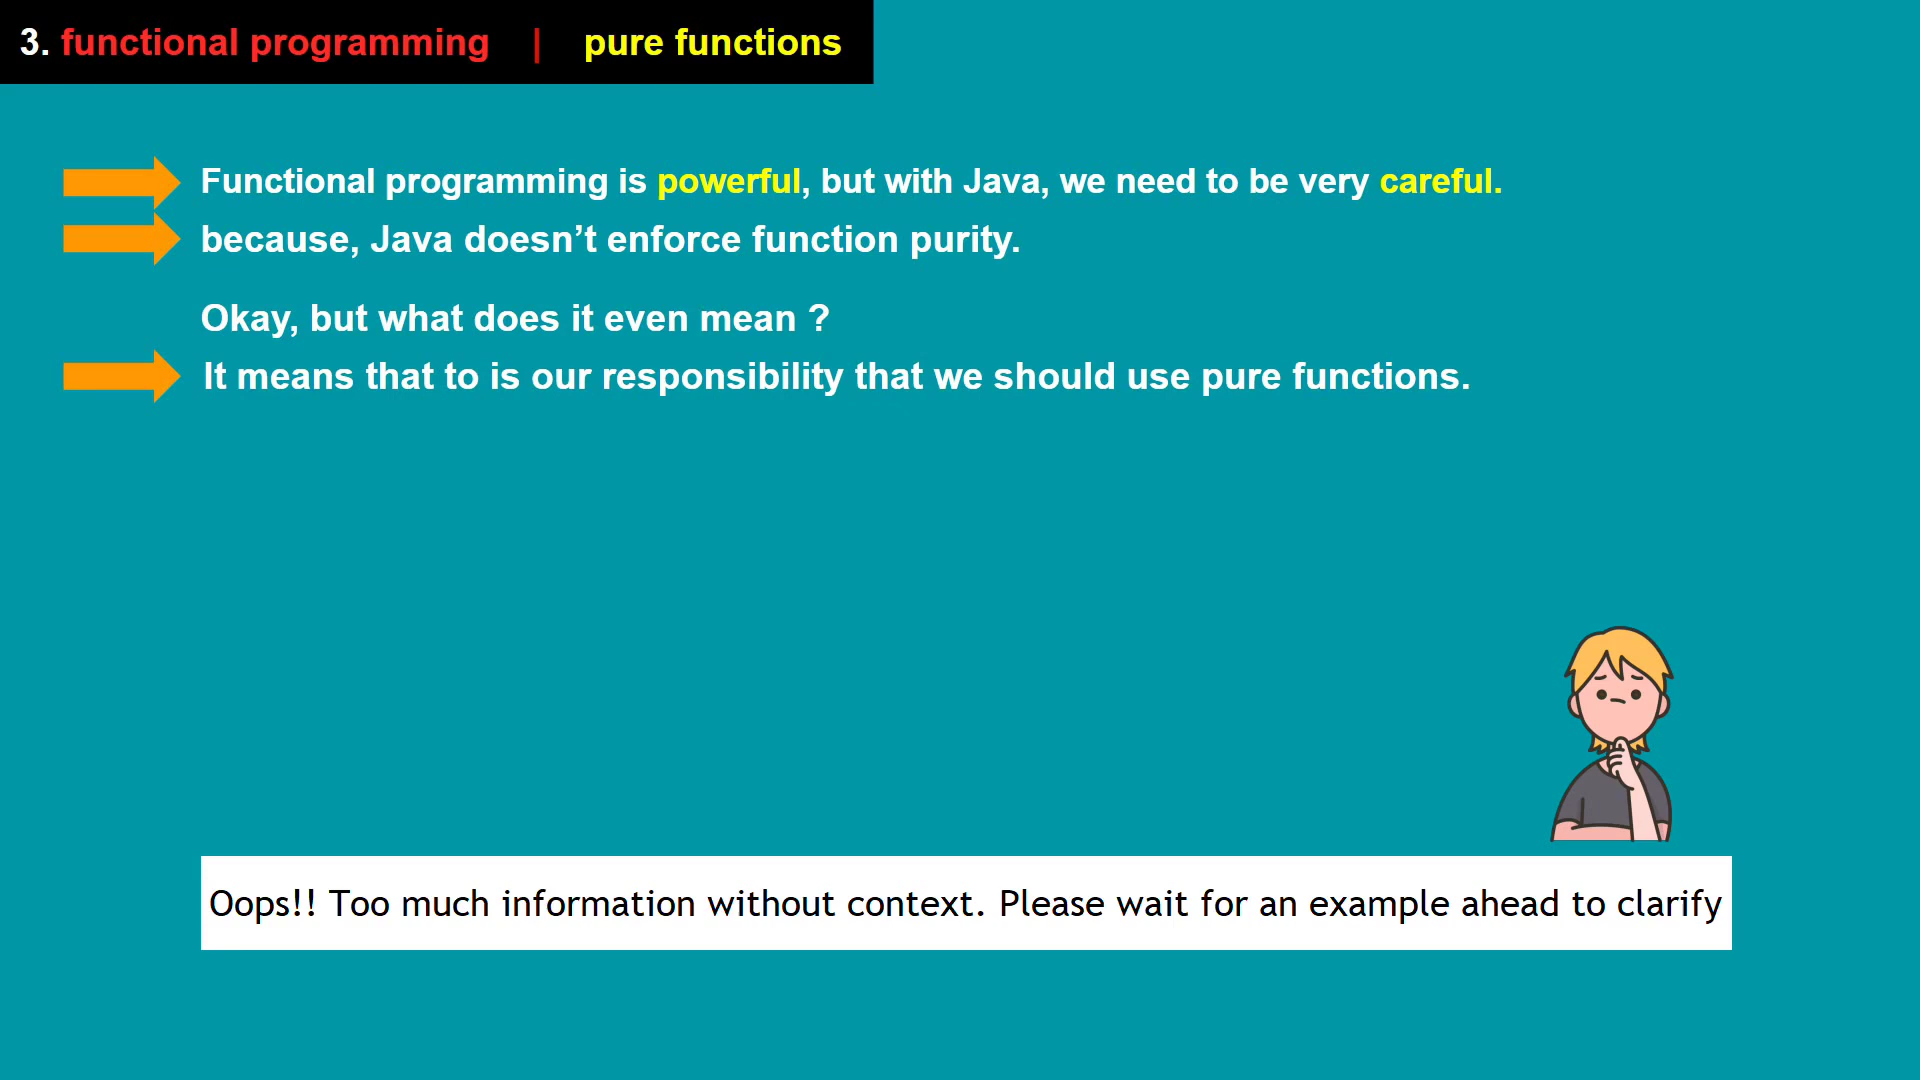 3. functional programming | pure functions
Functional programming is powerful, but with Java, we need to be very careful.
because, Java doesn’t enforce function purity.
Okay, but what does it even mean ?
It means that to is our responsibility that we should use pure functions.
Oops!! Too much information without context. Please wait for an example ahead to clarify